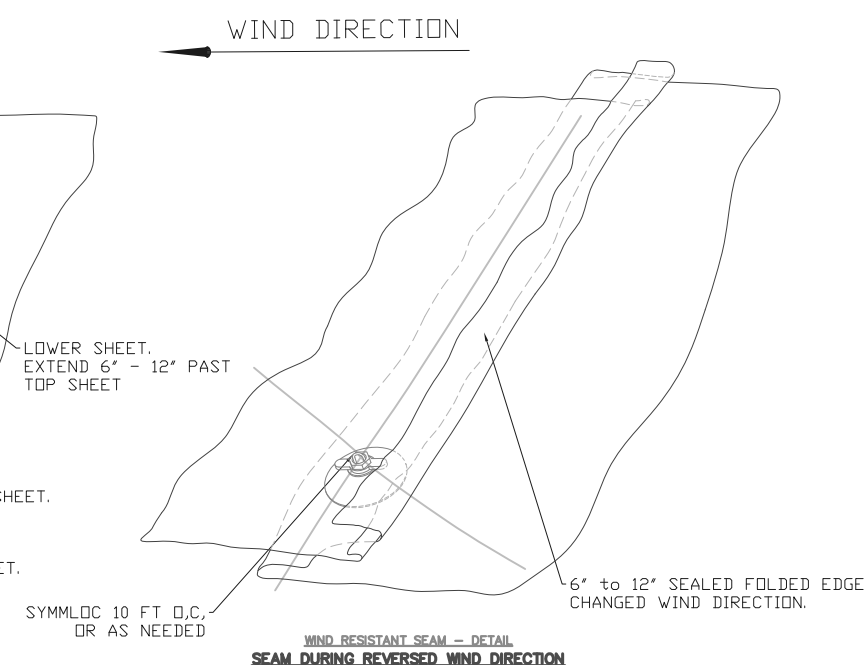 WIND DIRECTION
LOWER SHEET.
EXTEND 6" - 12" PAST
TOP SHEET
SHEET.
ET.
SYMMLOC 10 FT O,C,
OR AS NEEDED
6" to 12" SEALED FOLDED EDGE
CHANGED WIND DIRECTION.
WIND RESISTANT SEAM - DETAIL
SEAM DURING REVERSED WIND DIRECTION